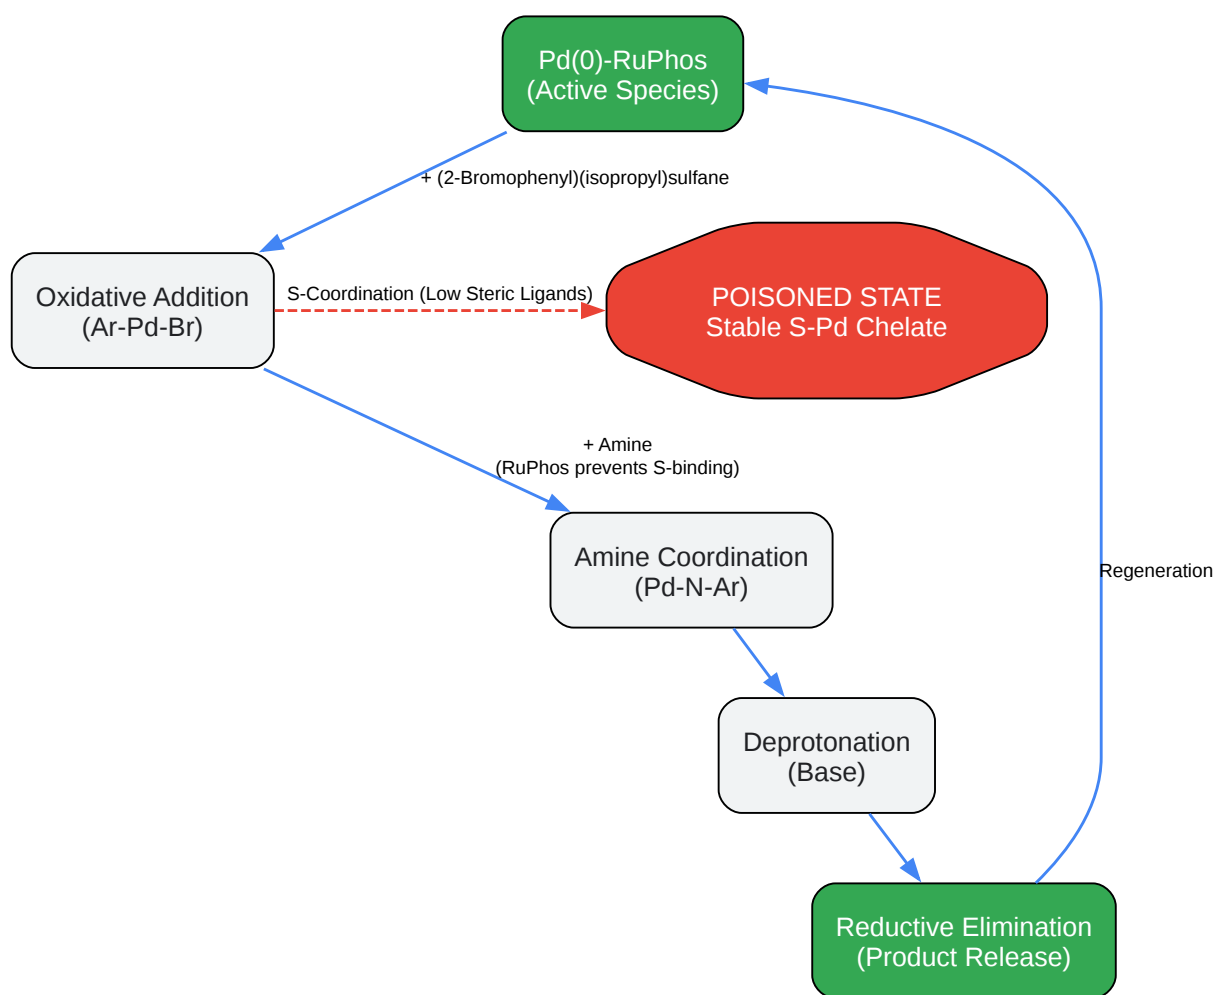 Pd(0)-RuPhos
(Active Species)
+ (2-Bromophenyl)(isopropyl)sulfane
Oxidative Addition
(Ar-Pd-Br)
S-Coordination (Low Steric Ligands)
POISONED STATE
Stable S-Pd Chelate
+ Amine
(RuPhos prevents S-binding)
Amine Coordination
(Pd-N-Ar)
Regeneration
Deprotonation
(Base)
Reductive Elimination
(Product Release)